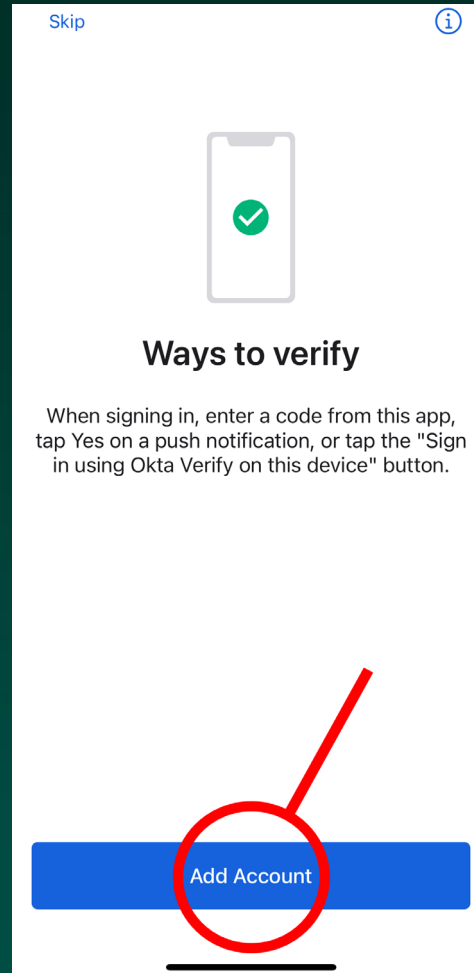 Skip
Ways to verify
When signing in, enter a code from this app,
tap Yes on a push notification, or tap the "Sign
in using Okta Verify on this device" button.
Add Account